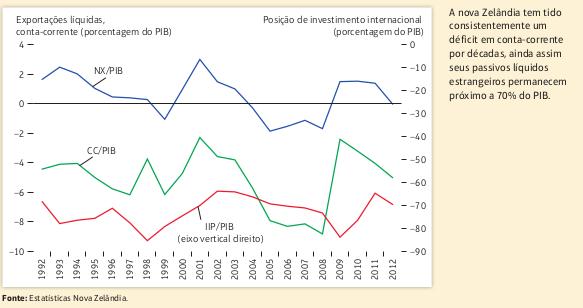 Exportações líquidas,
conta-corrente (porcentagem do PIB)
Posição de investimento internacional
(porcentagem do PIB)
4
2
0
−2
−4
−6
−8
−10
0
−10
−20
−30
−40
−50
−60
−70
−80
−90
NX/PIB
CC/PIB
IIP/PIB
(eixo vertical direito)
1992
1993
1994
1995
1996
1997
1998
1999
2000
2001
2002
2003
2004
2005
2006
2007
2008
2009
2010
2011
2012
A nova Zelândia tem tido
consistentemente um
déficit em conta-corrente
por décadas, ainda assim
seus passivos líquidos
estrangeiros permanecem
próximo a 70% do PIB.
Fonte: Estatísticas Nova Zelândia.